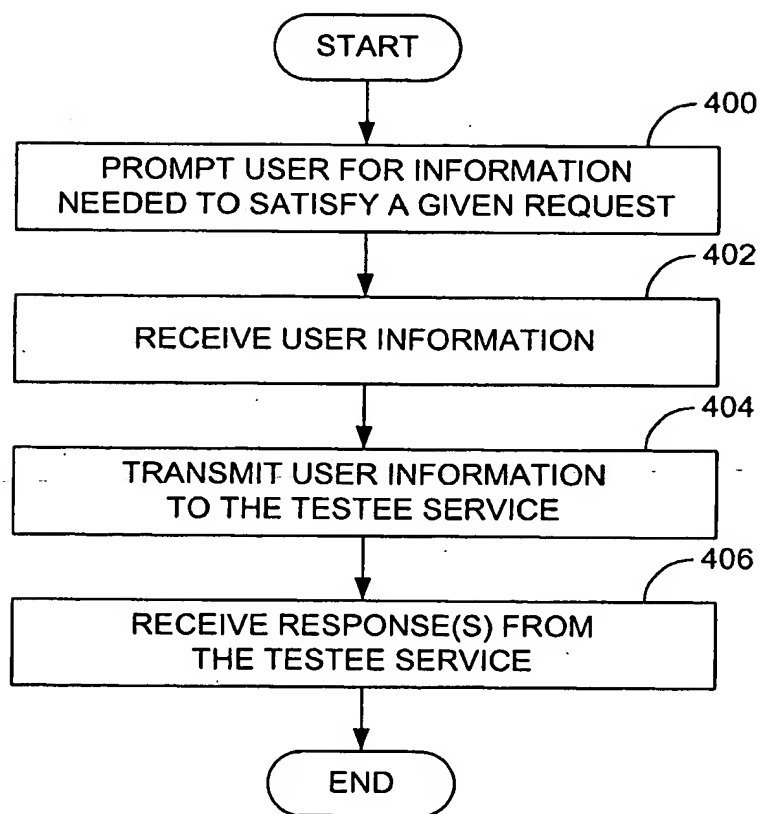 START
400
PROMPT USER FOR INFORMATION
NEEDED TO SATISFY A GIVEN REQUEST
402
RECEIVE USER INFORMATION
404
TRANSMIT USER INFORMATION
TO THE TESTEE SERVICE
406
RECEIVE RESPONSE(S) FROM
THE TESTEE SERVICE
END